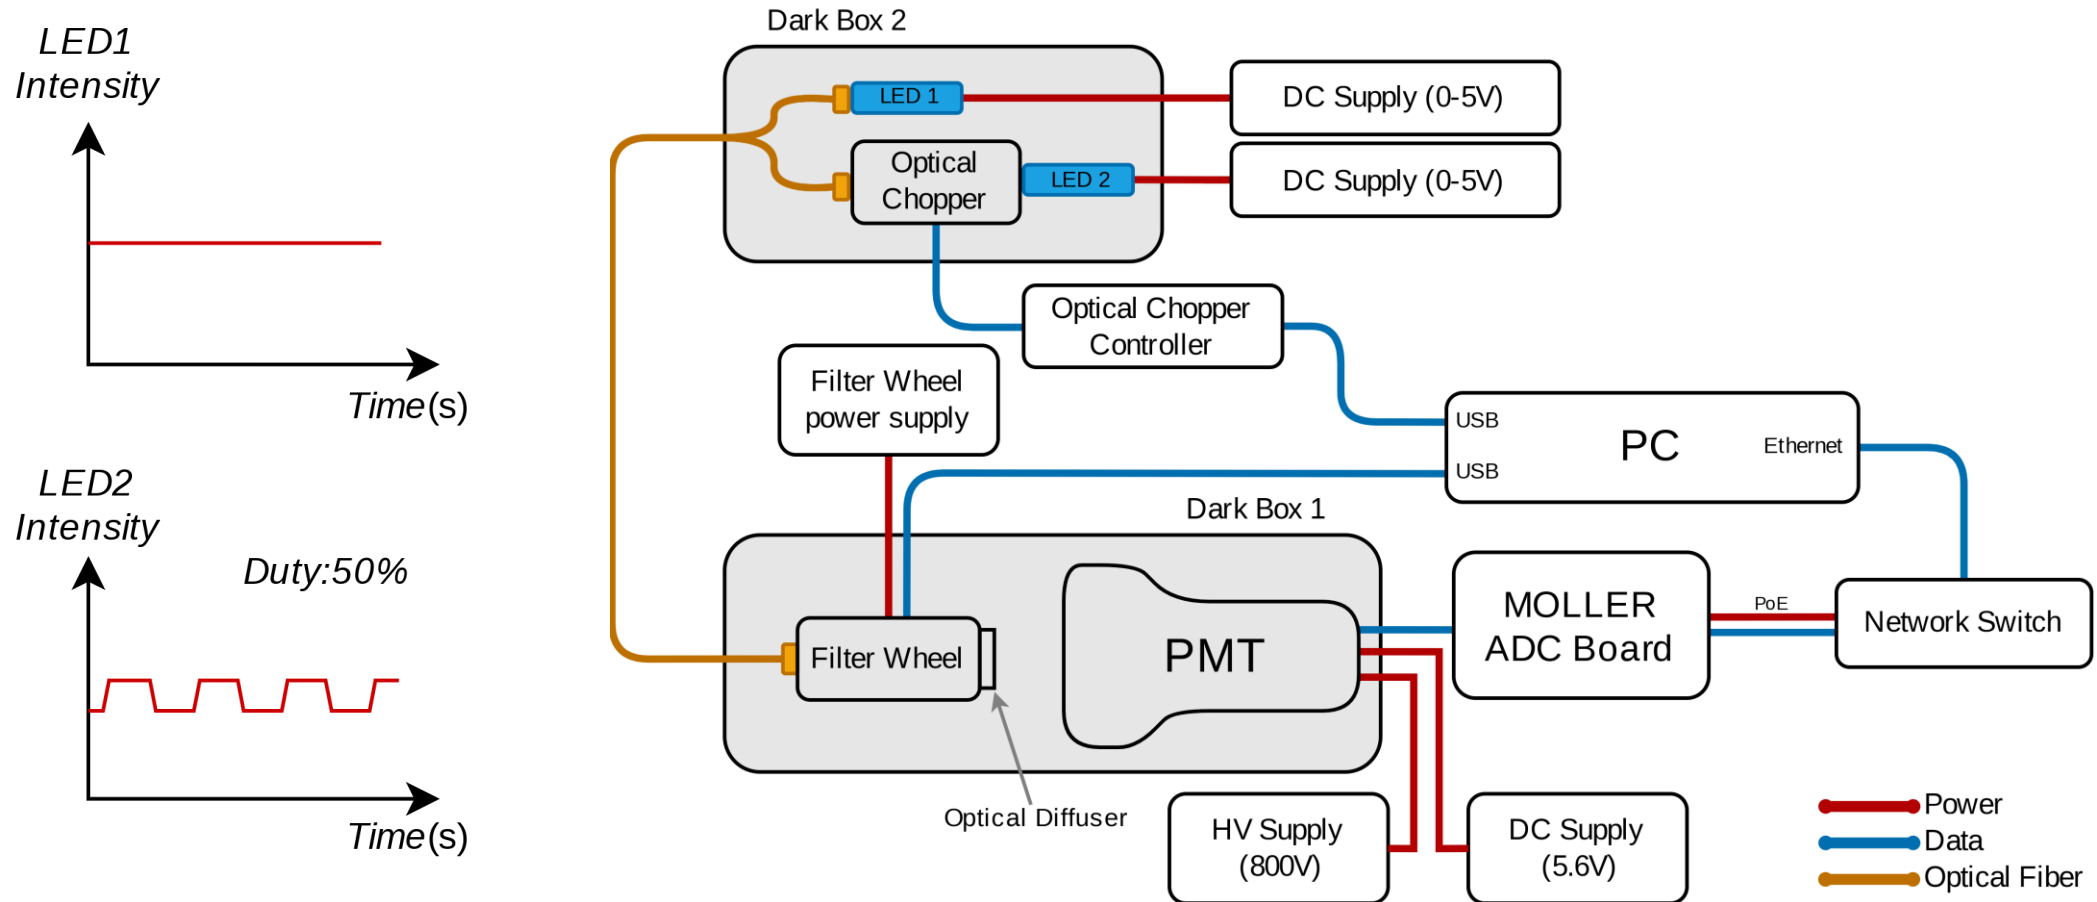 LED1
Intensity
Time(s)
LED2
Intensity
Duty:50%
Time(s)
Dark Box 2
LED 1
DC Supply (0-5V)
Optical
Chopper
LED 2
DC Supply (0-5V)
Optical Chopper
Controller
Filter Wheel
power supply
USB
PC
Ethernet
USB
Dark Box 1
Filter Wheel
PMT
MOLLER
ADC Board
PoE
Network Switch
Optical Diffuser
HV Supply
(800V)
DC Supply
(5.6V)
Power
Data
Optical Fiber